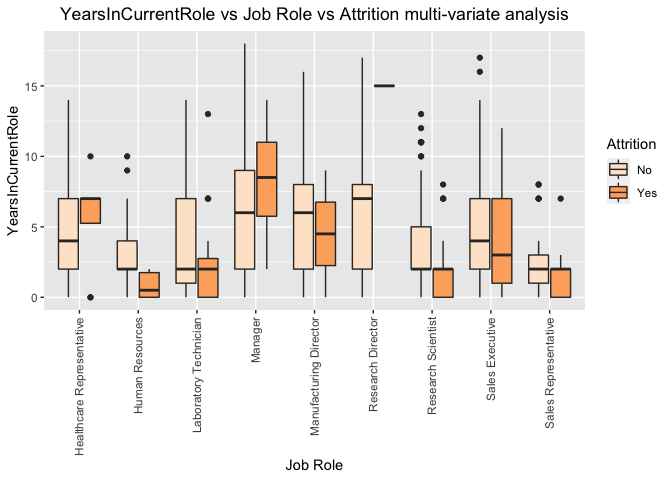 YearsInCurrentRole vs Job Role vs Attrition multi-variate analysis
YearsInCurrentRole
15
10
5
0
Healthcare Representative
Human Resources
Laboratory Technician
Manager
Manufacturing Director
Research Director
Research Scientist
Sales Executive
Sales Representative
Job Role
Attrition
No
Yes